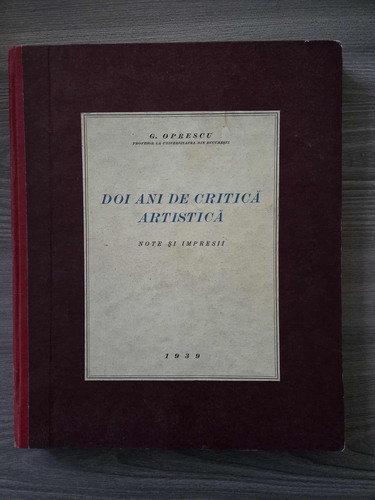 G. OPRESCU
PROFESOR LA UNIVERSITATEA DIN BUCUREȘTI
DOI ANI DE CRITICĂ
ARTISTICĂ
NOTE ȘI IMPRESII
1939